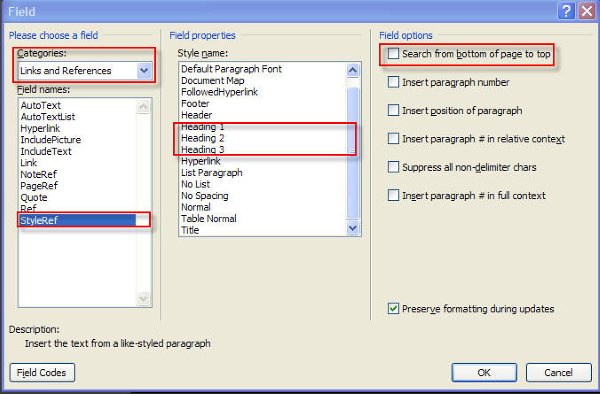 Field
Please choose a field
Categories:
Links and References
Field names:
AutoText
AutoTextList
Hyperlink
IncludePicture
IncludeText
Link
NoteRef
PageRef
Quote
Ref
StyleRef
Field properties
Style name:
Default Paragraph Font
Document Map
FollowedHyperlink
Footer
Header
Heading 1
Heading 2
Heading 3
Hyperlink
List Paragraph
No List
No Spacing
Normal
Table Normal
Title
Field options
Search from bottom of page to top
Insert paragraph number
Insert position of paragraph
Insert paragraph # in relative context
Suppress all non-delimiter chars
Insert paragraph # in full context
Preserve formatting during updates
Description:
Insert the text from a like-styled paragraph
Field Codes
OK
Cancel